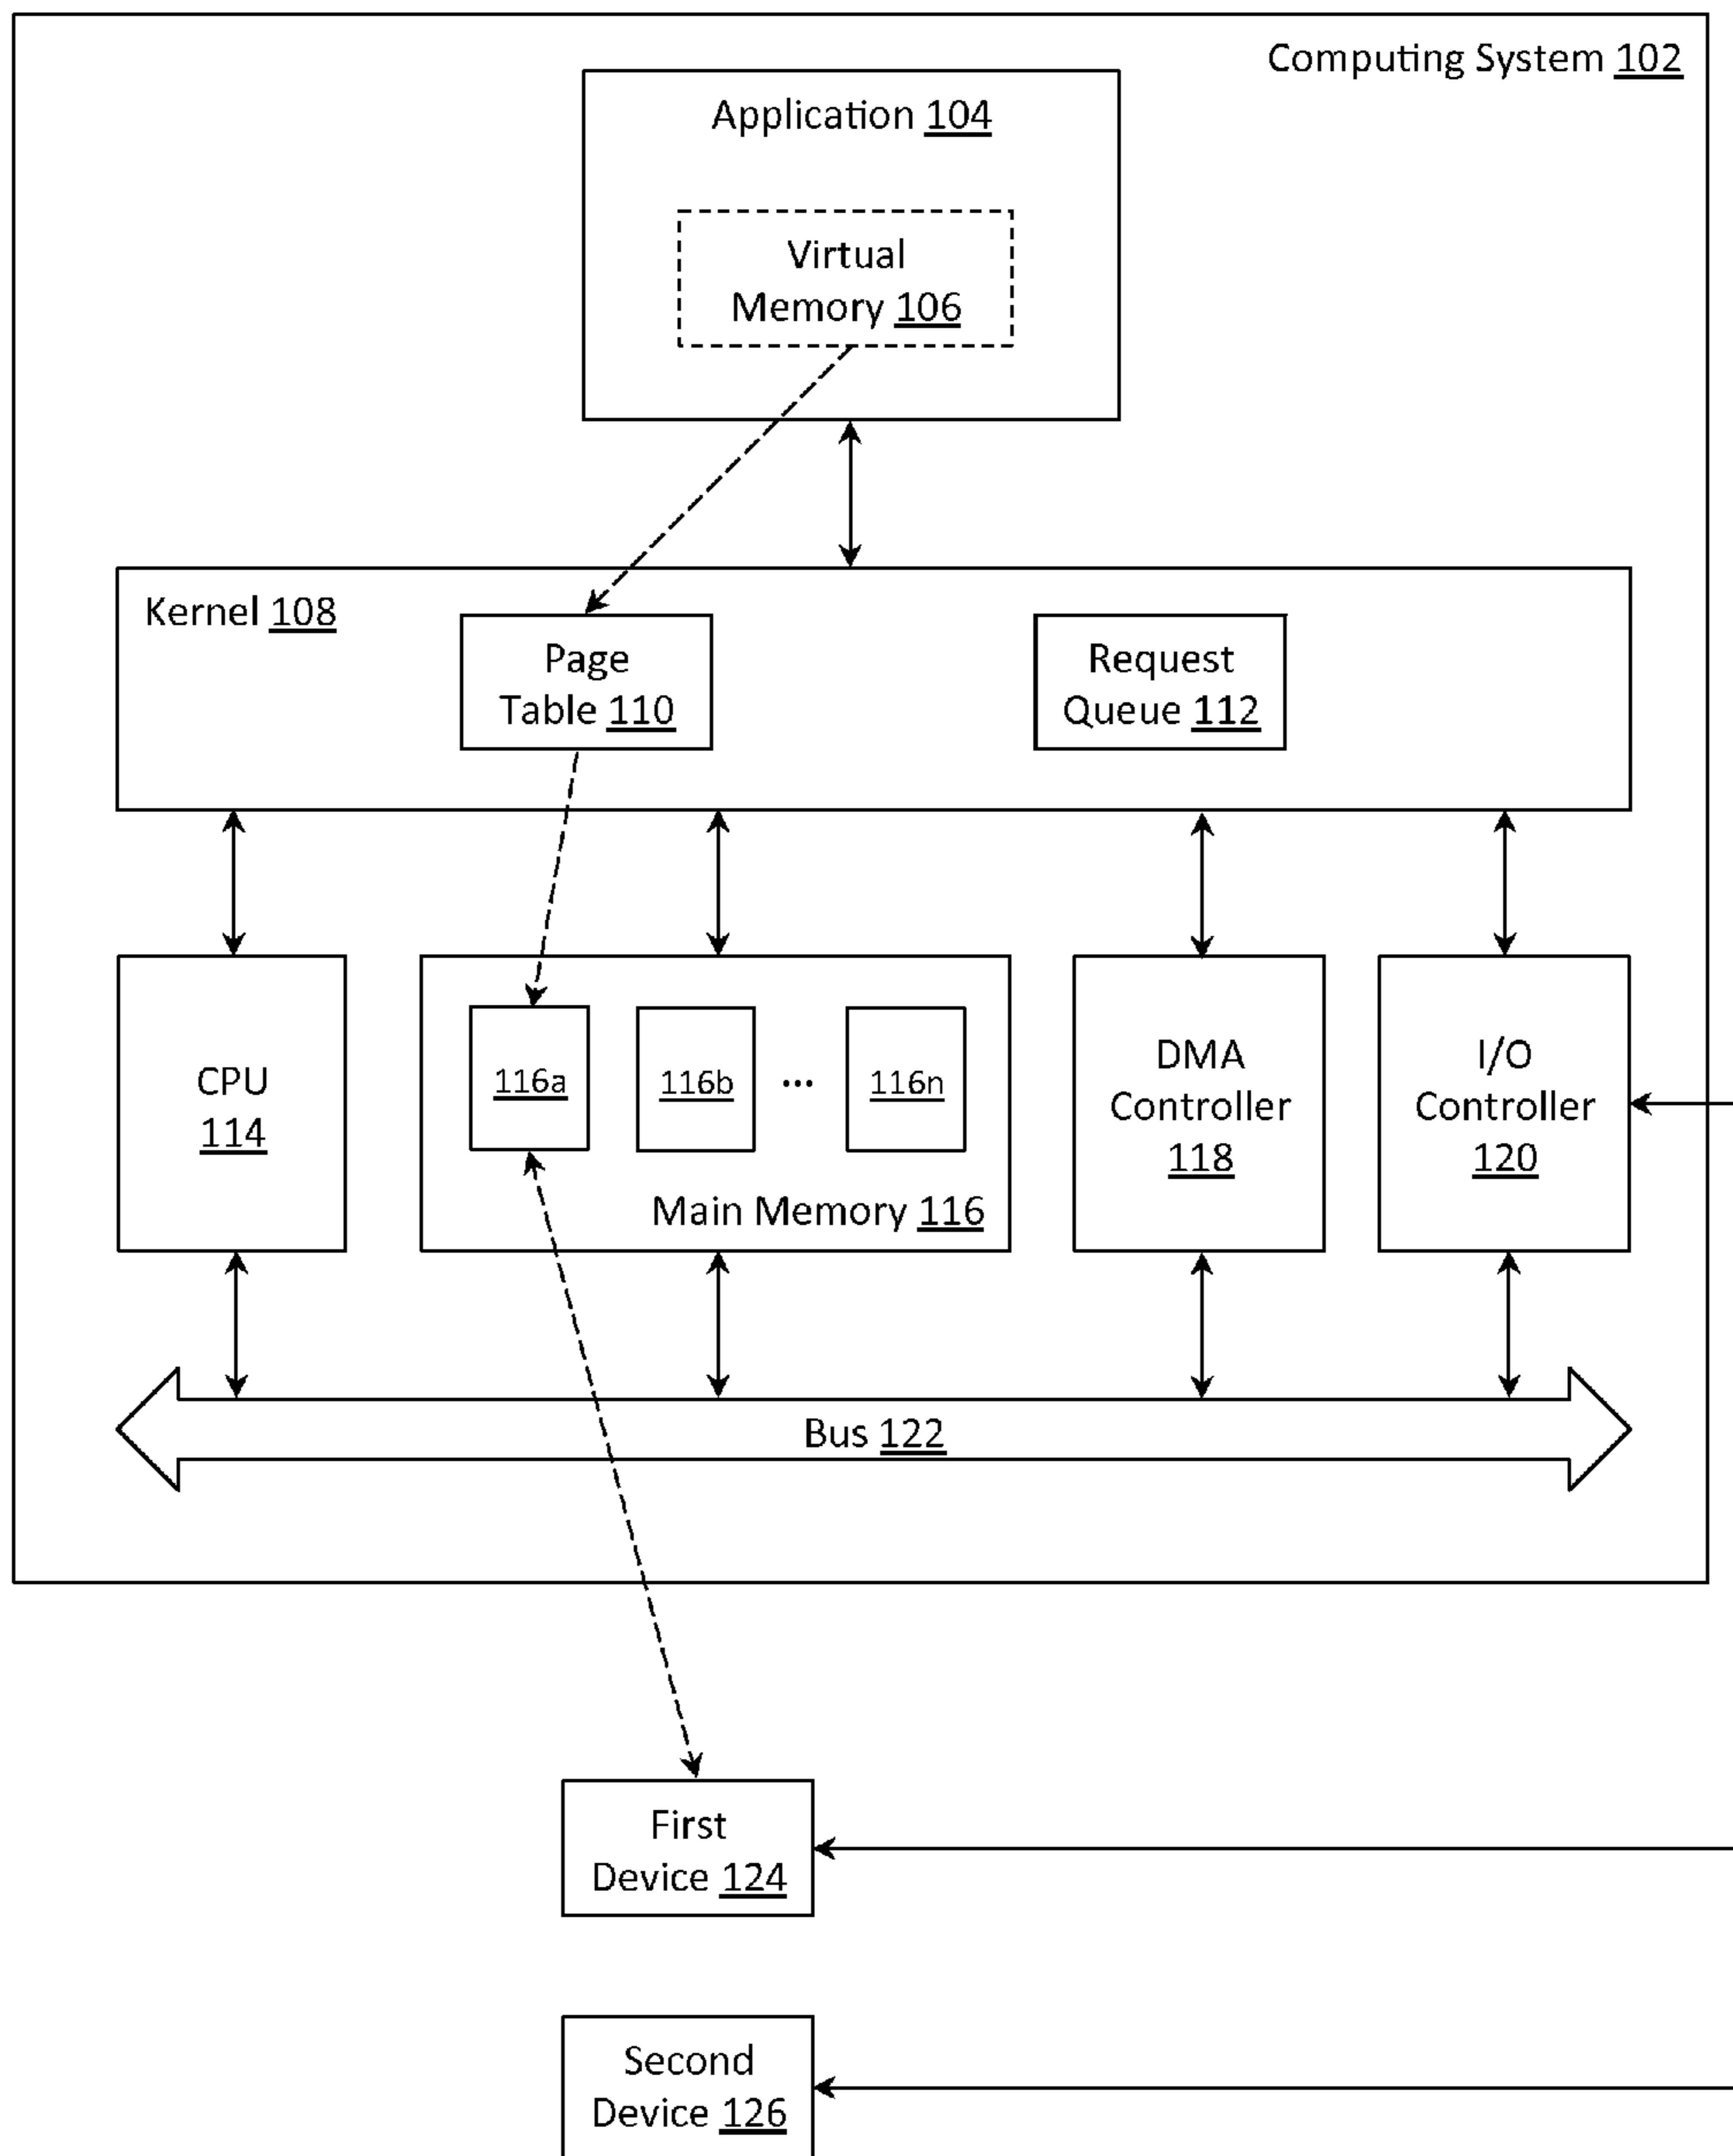 Computing System 102
Application 104
Virtual
Memory 106
Kernel 108
Page
Table 110
Request
Queue 112
CPU
114
116a
116b
...
116n
Main Memory 116
DMA
Controller
118
I/O
Controller
120
Bus 122
First
Device 124
Second
Device 126